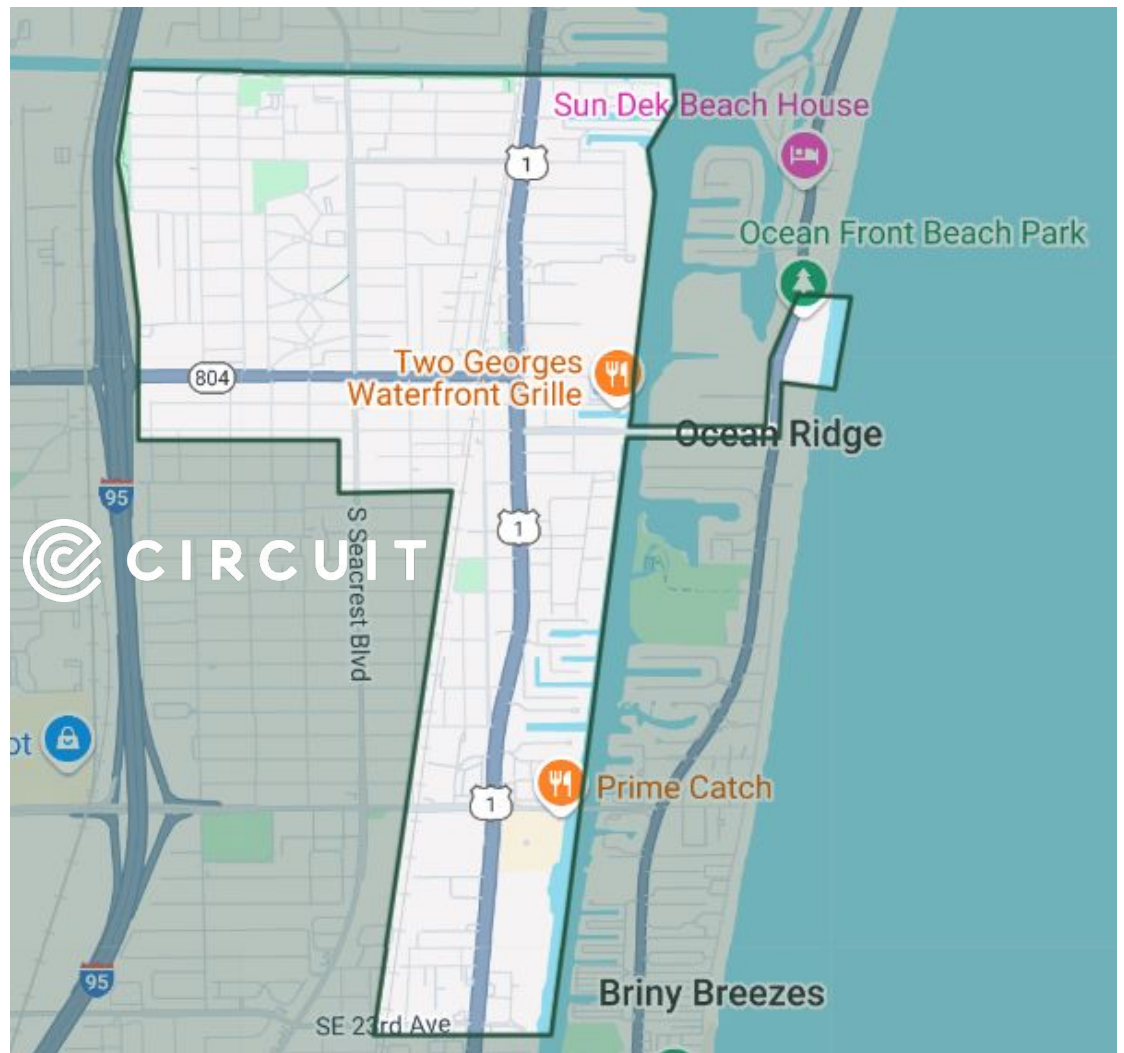 1
Sun Dek Beach House
Ocean Front Beach Park
Two Georges
Waterfront Grille
804
Ocean Ridge
95
1
CIRCUIT
S Seacrest Blvd
ot
1
Prime Catch
95
Briny Breezes
SE 23rd Ave